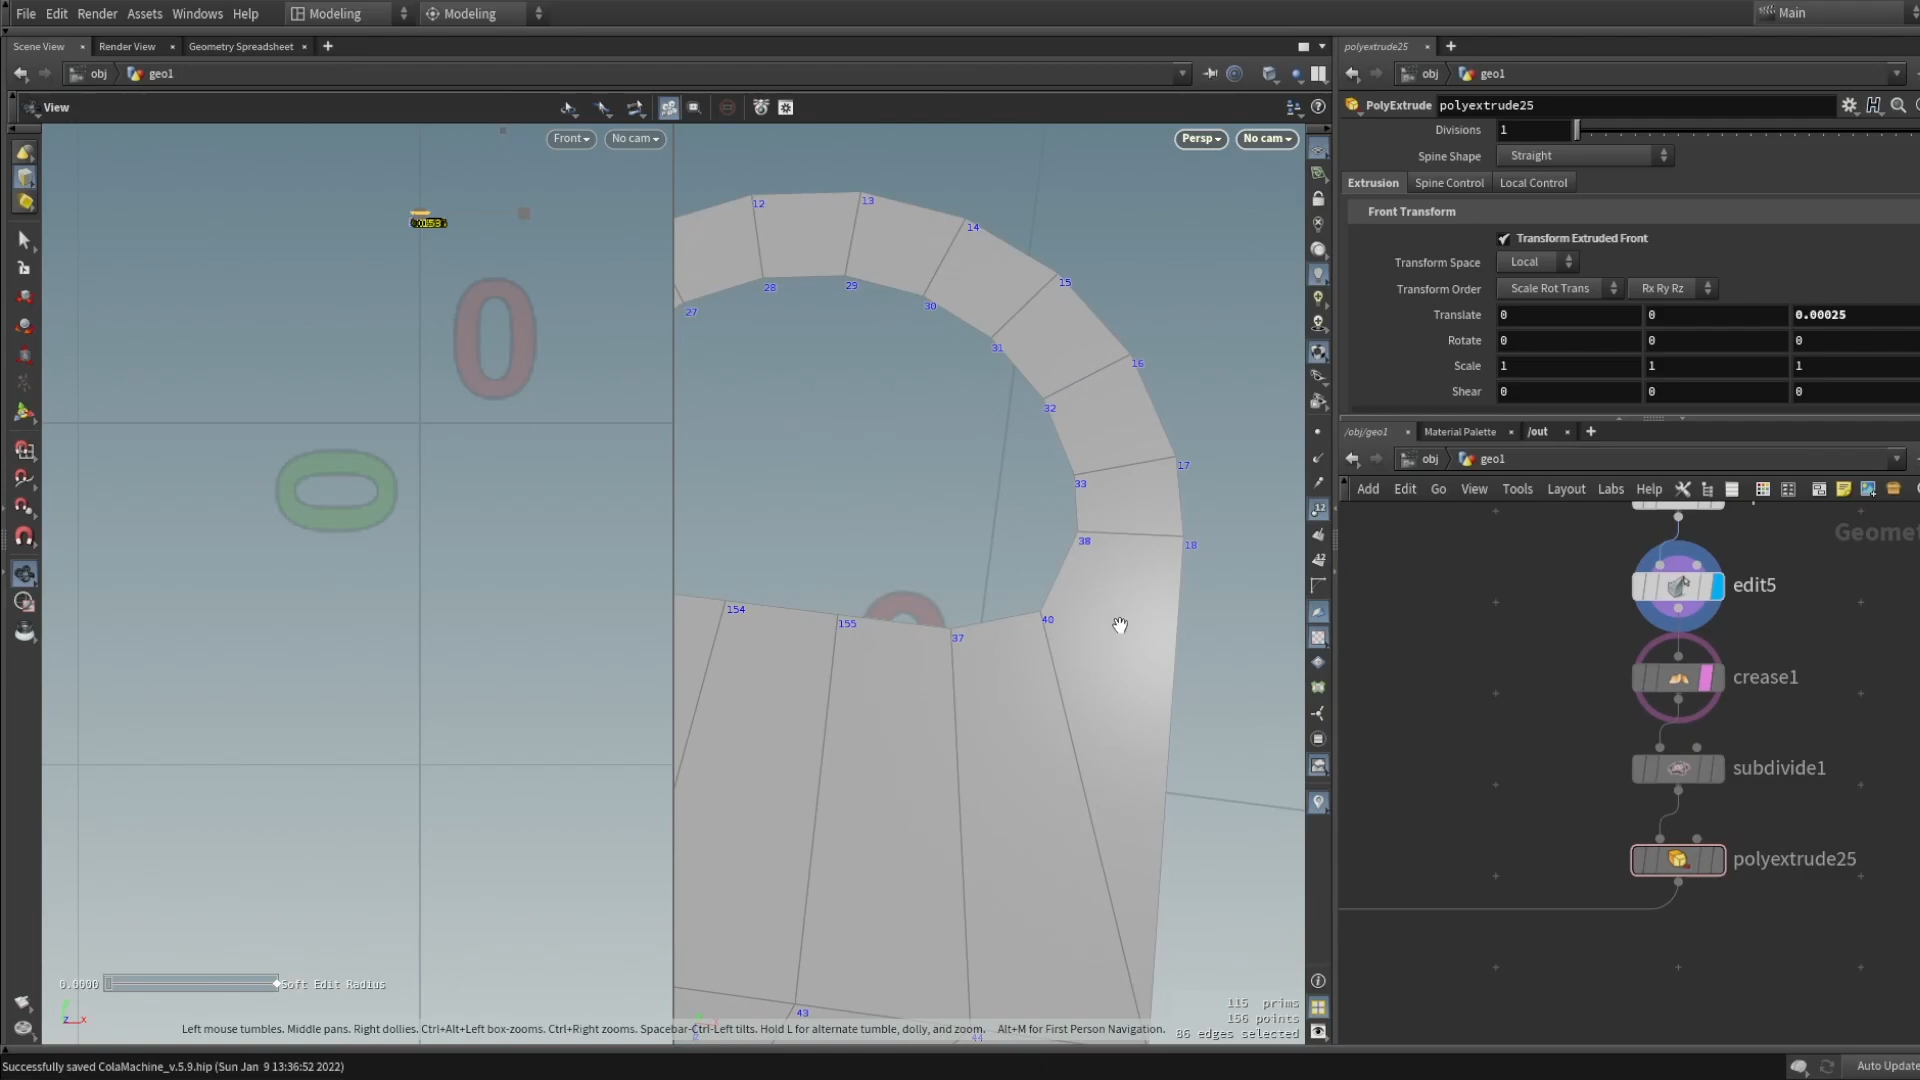 File Edit Render Assets Windows Help Modeling Modeling Main
Scene View Render View Geometry Spreadsheet
obj geo1
View
Front No cam
Persp No cam
12
13
14
15
16
17
18
27
28
29
30
31
32
33
38
40
37
155
154
43
44
0.0000 Soft Edit Radius
115 prims
156 points
86 edges selected
Left mouse tumbles. Middle pans. Right dollies. Ctrl+Alt+Left box-zooms. Ctrl+Right zooms. Spacebar-Ctrl-Left tilts. Hold L for alternate tumble, dolly, and zoom. Alt+M for First Person Navigation.
Successfully saved ColaMachine_v.5.9.hip (Sun Jan 9 13:36:52 2022)
polyextrude25
obj geo1
PolyExtrude polyextrude25
Divisions 1
Spine Shape Straight
Extrusion Spine Control Local Control
Front Transform
Transform Extruded Front
Transform Space Local
Transform Order Scale Rot Trans Rx Ry Rz
Translate 0 0 0.00025
Rotate 0 0 0
Scale 1 1 1
Shear 0 0 0
/obj/geo1 Material Palette /out
obj geo1
Add Edit Go View Tools Layout Labs Help
Geomet
edit5
crease1
subdivide1
polyextrude25
Auto Update